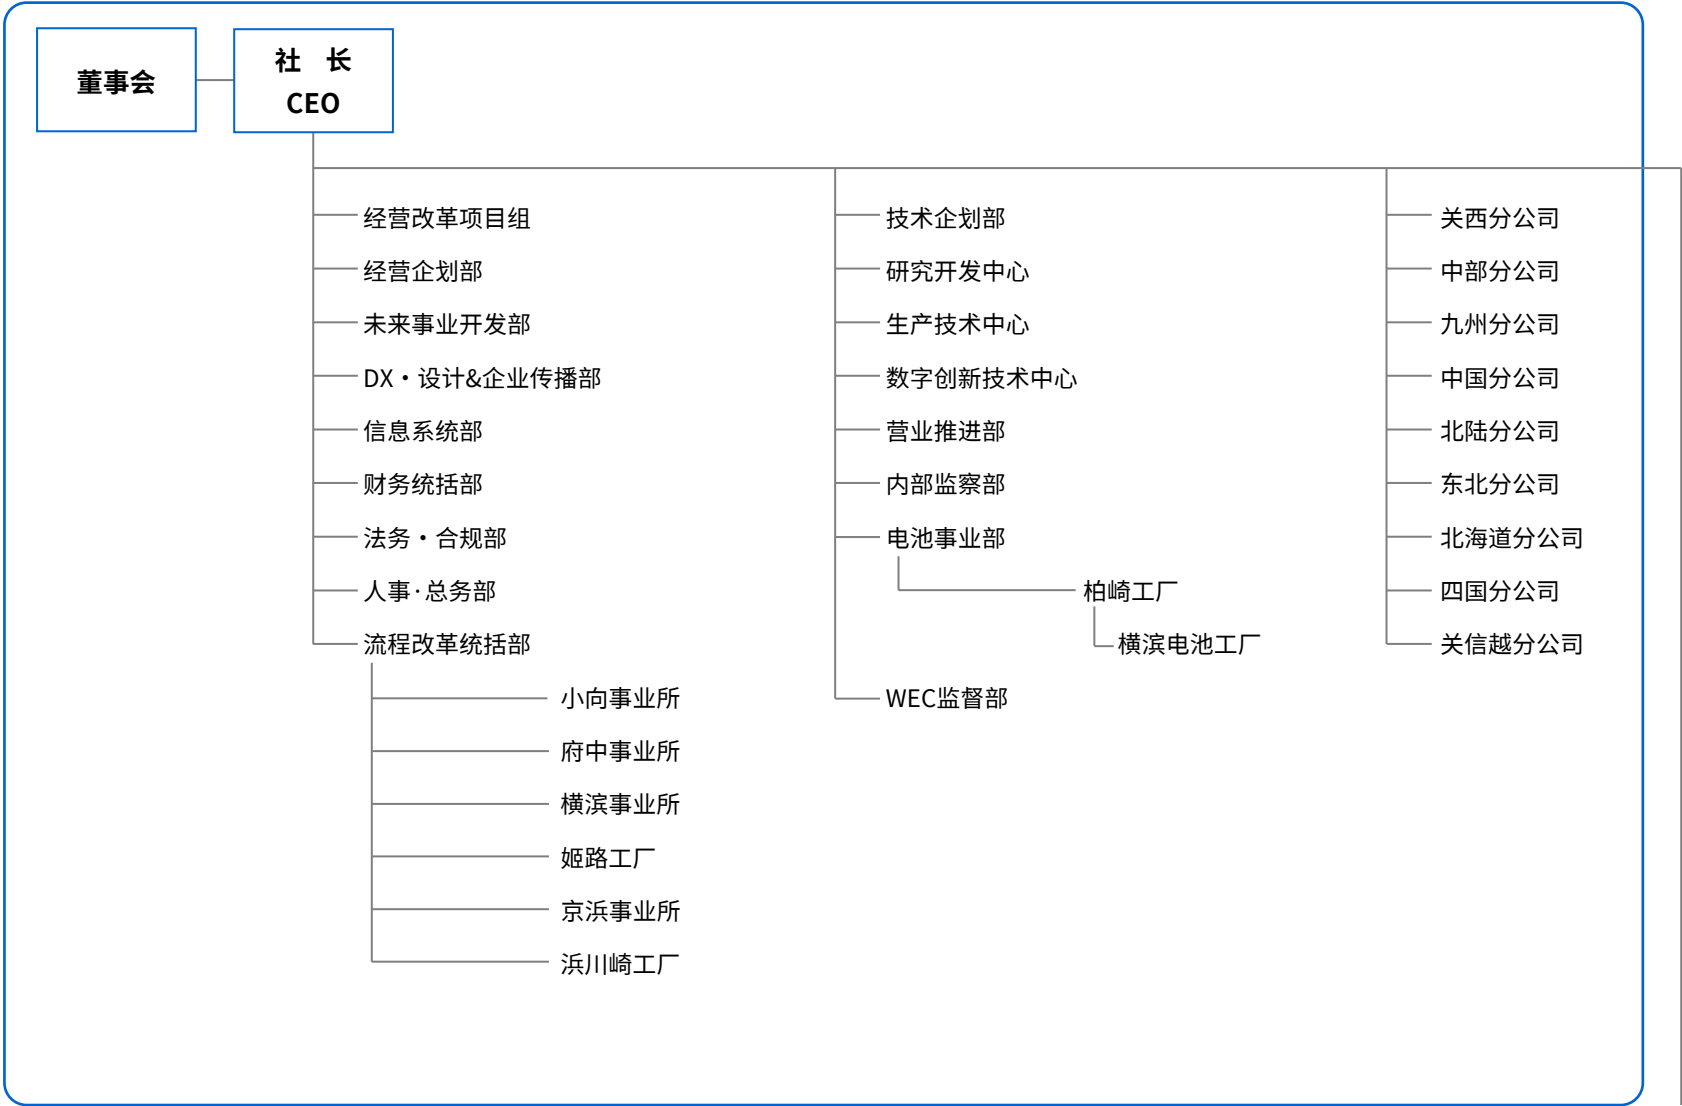 董事会
社　长
CEO
经营改革项目组
经营企划部
未来事业开发部
DX・设计&企业传播部
信息系统部
财务统括部
法务・合规部
人事·总务部
流程改革统括部
小向事业所
府中事业所
横滨事业所
姬路工厂
京浜事业所
浜川崎工厂
技术企划部
研究开发中心
生产技术中心
数字创新技术中心
营业推进部
内部监察部
电池事业部
柏崎工厂
横滨电池工厂
WEC监督部
关西分公司
中部分公司
九州分公司
中国分公司
北陆分公司
东北分公司
北海道分公司
四国分公司
关信越分公司